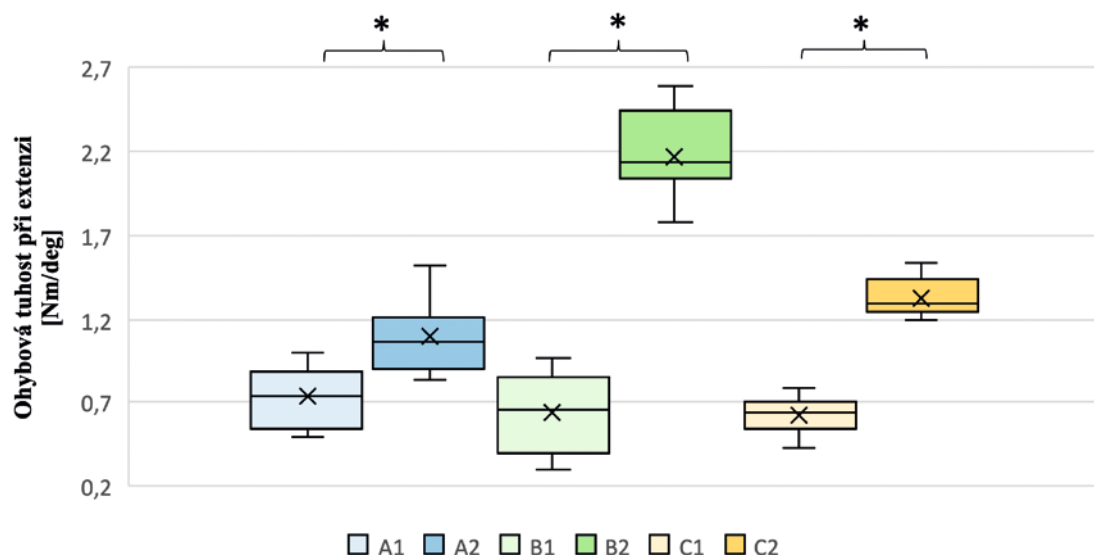 * * *
2,7
2,2
1,7
1,2
0,7
0,2
Ohybová tuhost při extenzi
[Nm/deg]
A1 A2 B1 B2 C1 C2